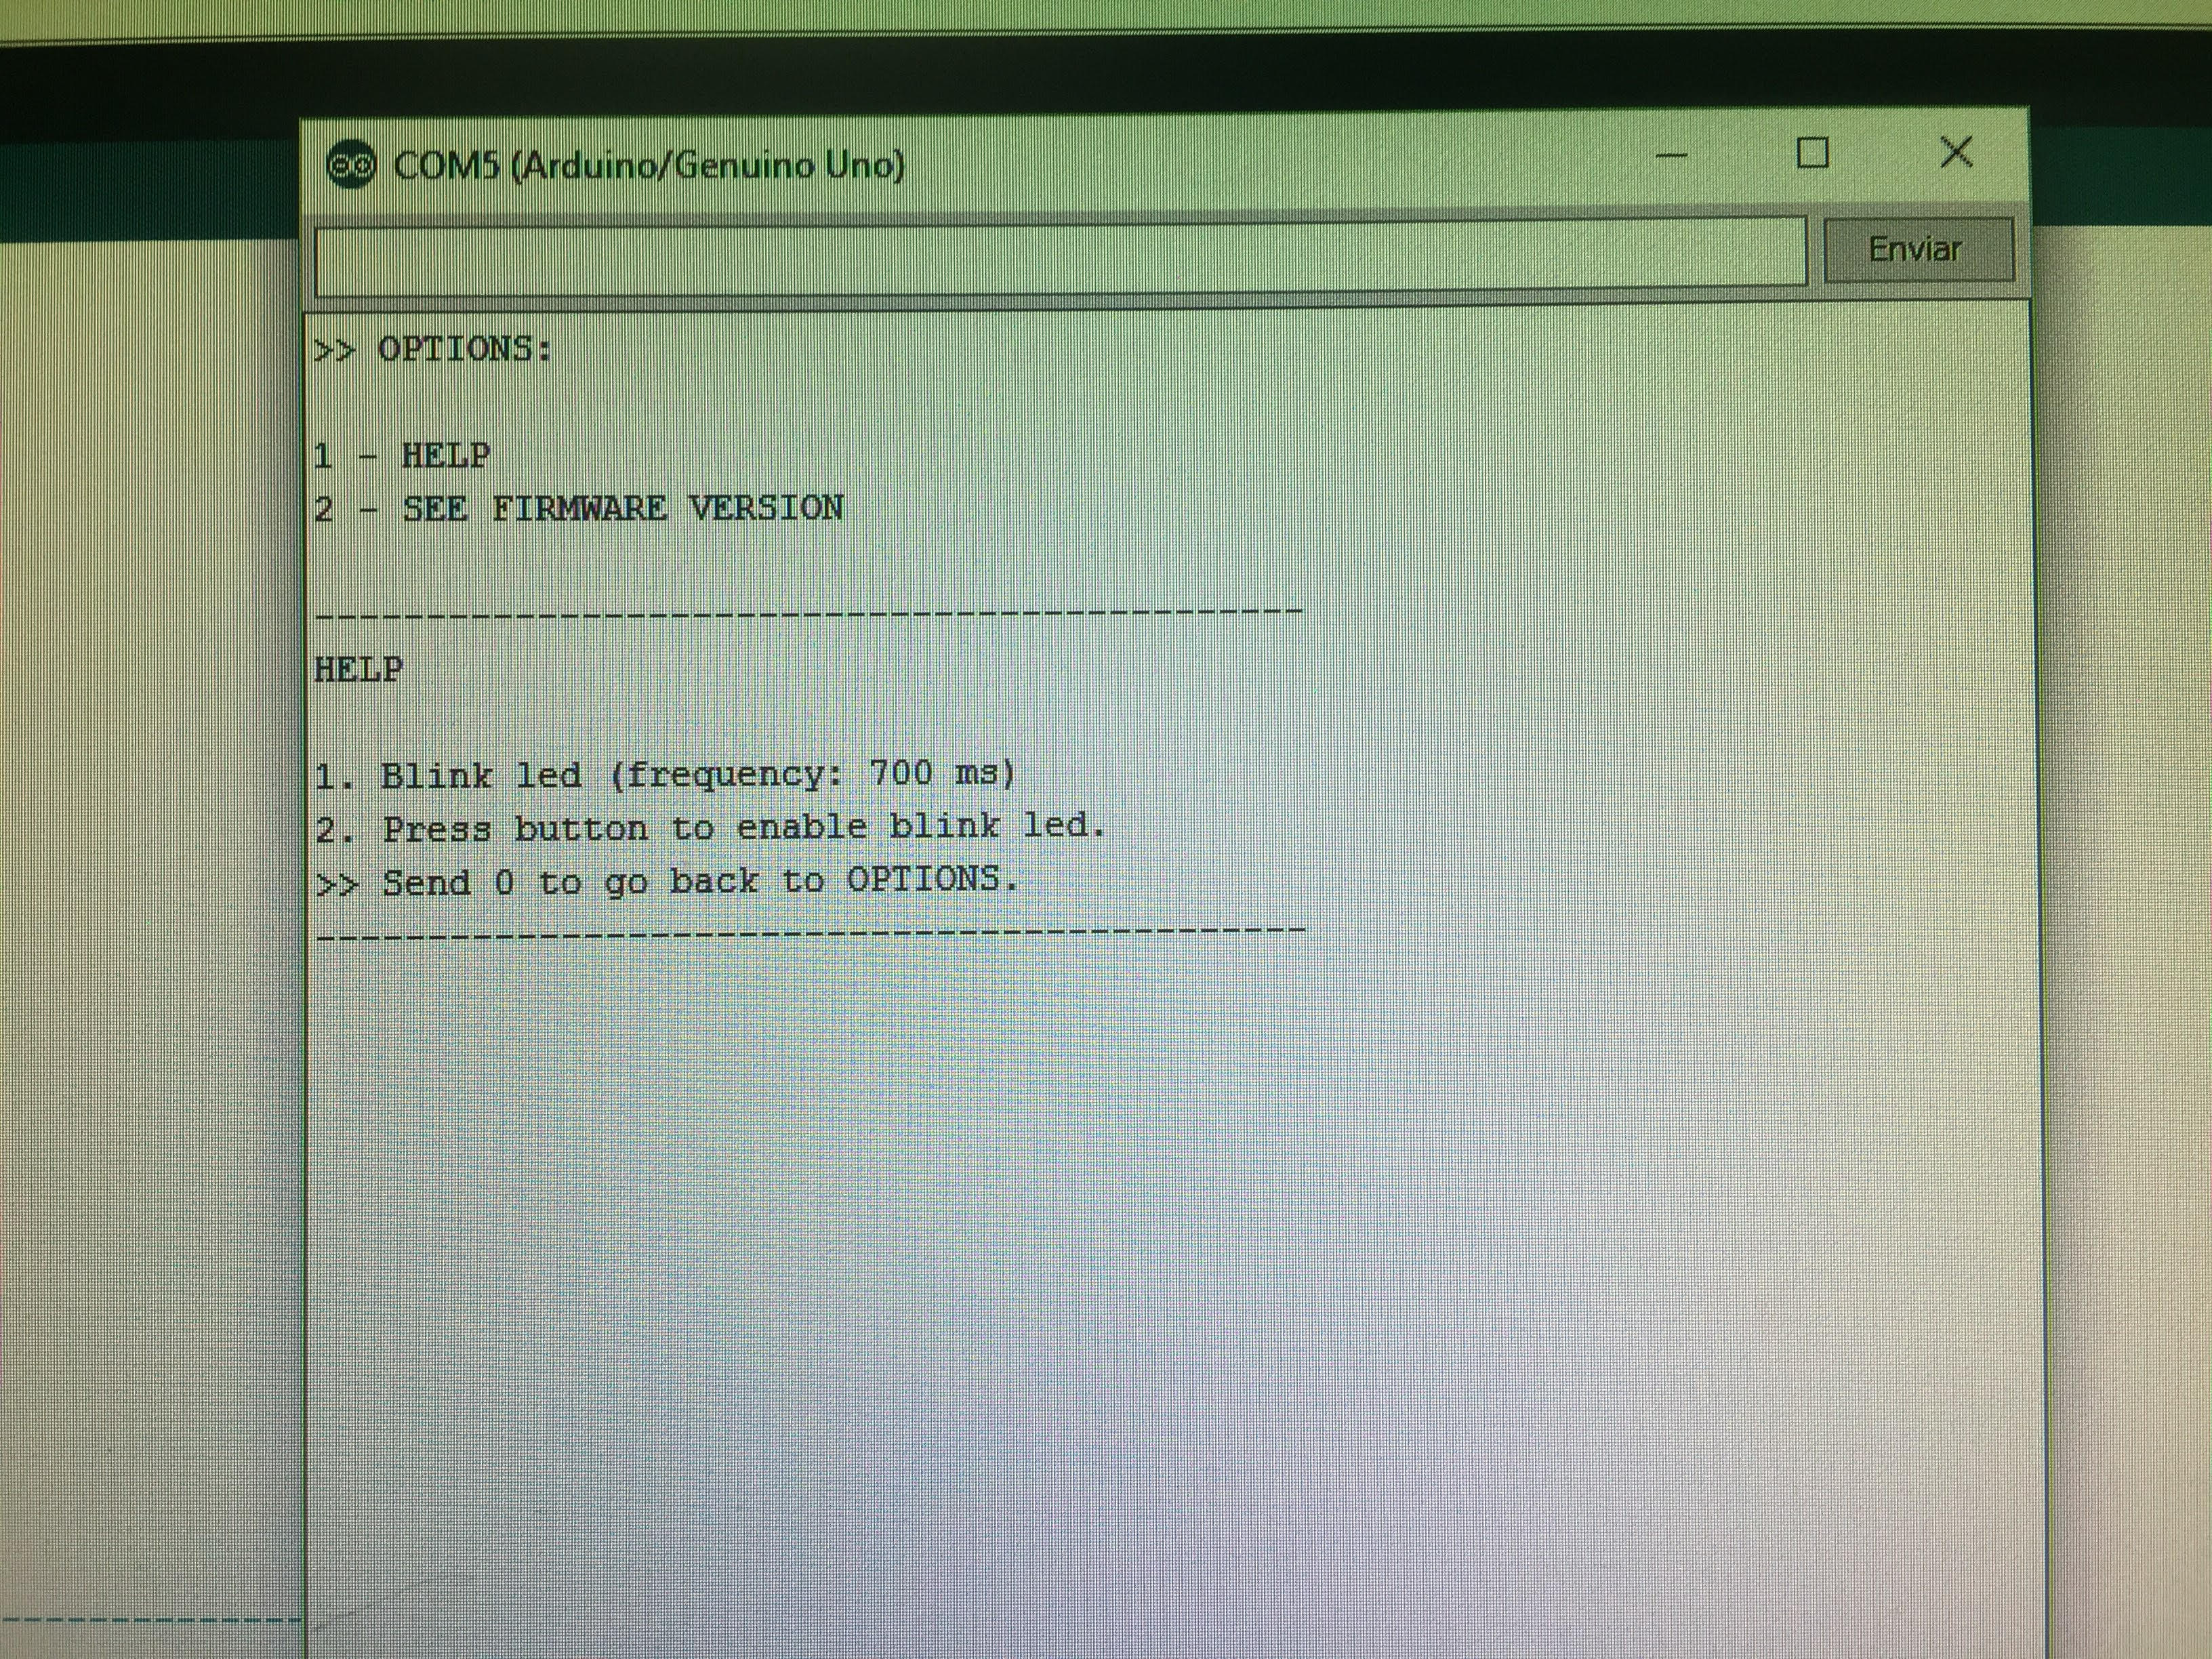 COM5 (Arduino/Genuino Uno)
Enviar
>> OPTIONS:
1 - HELP
2 - SEE FIRMWARE VERSION
--------------------------------------------
HELP
1. Blink led (frequency: 700 ms)
2. Press button to enable blink led.
>> Send 0 to go back to OPTIONS.
--------------------------------------------